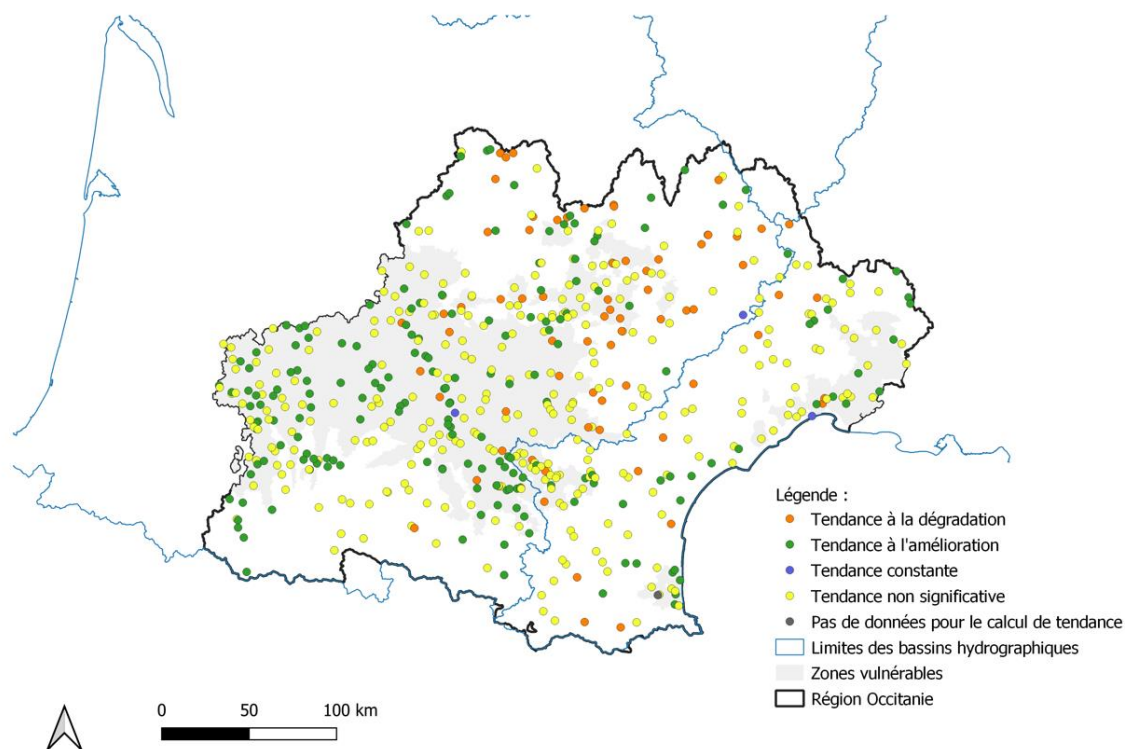 Légende :
Tendance à la dégradation
Tendance à l'amélioration
Tendance constante
Tendance non significative
Pas de données pour le calcul de tendance
Limites des bassins hydrographiques
Zones vulnérables
Région Occitanie
0 50 100 km